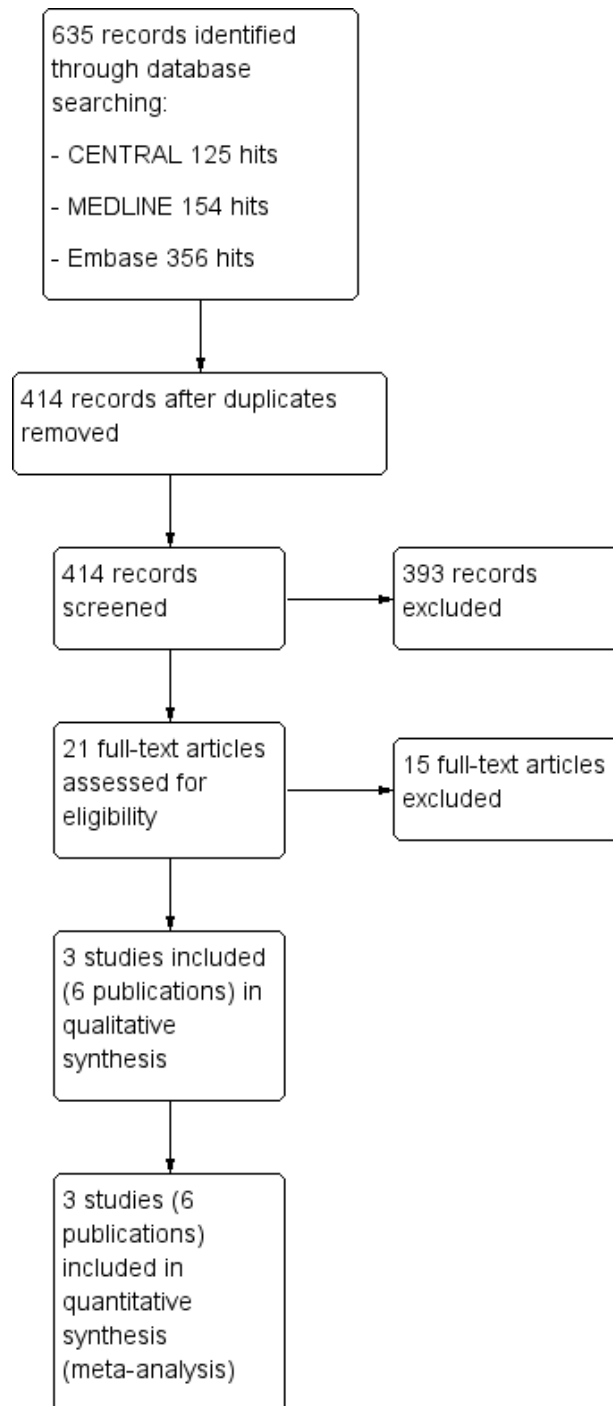 635 records identified
through database
searching:
- CENTRAL 125 hits
- MEDLINE 154 hits
- Embase 356 hits
414 records after duplicates
removed
414 records
screened
393 records
excluded
21 full-text articles
assessed for
eligibility
15 full-text articles
excluded
3 studies included
(6 publications) in
qualitative
synthesis
3 studies (6
publications)
included in
quantitative
synthesis
(meta-analysis)